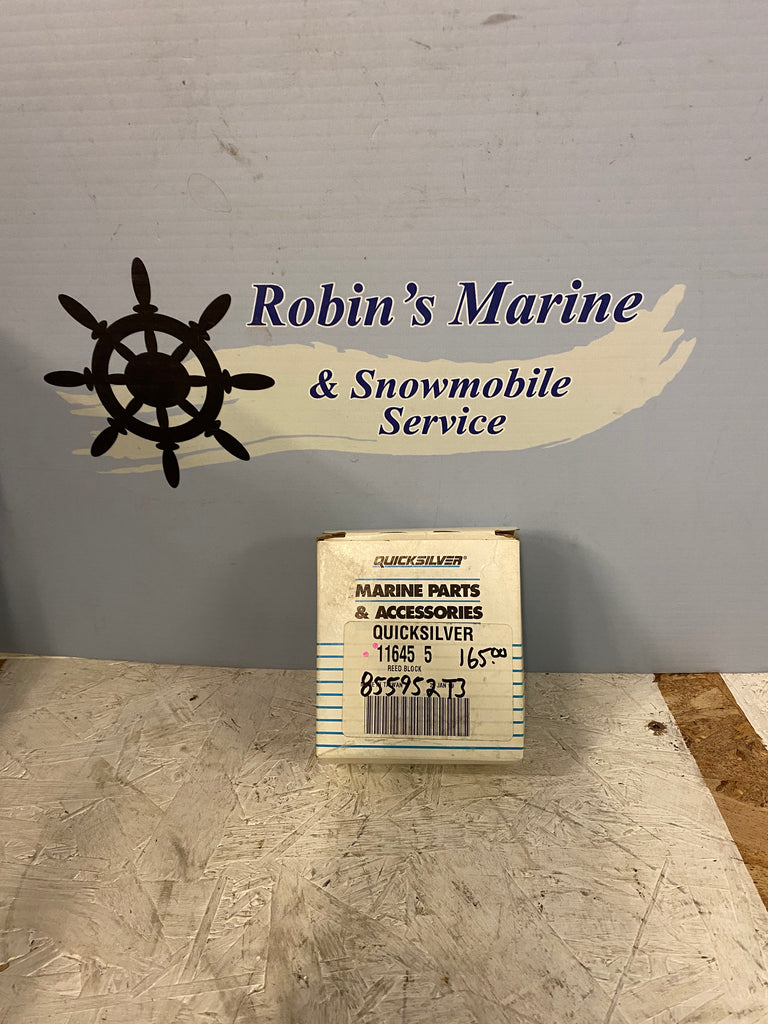 Robin's Marine
& Snowmobile
Service
QUICKSILVER®
MARINE PARTS
& ACCESSORIES
QUICKSILVER
11645 5 165.00
REED BLOCK
855952T3